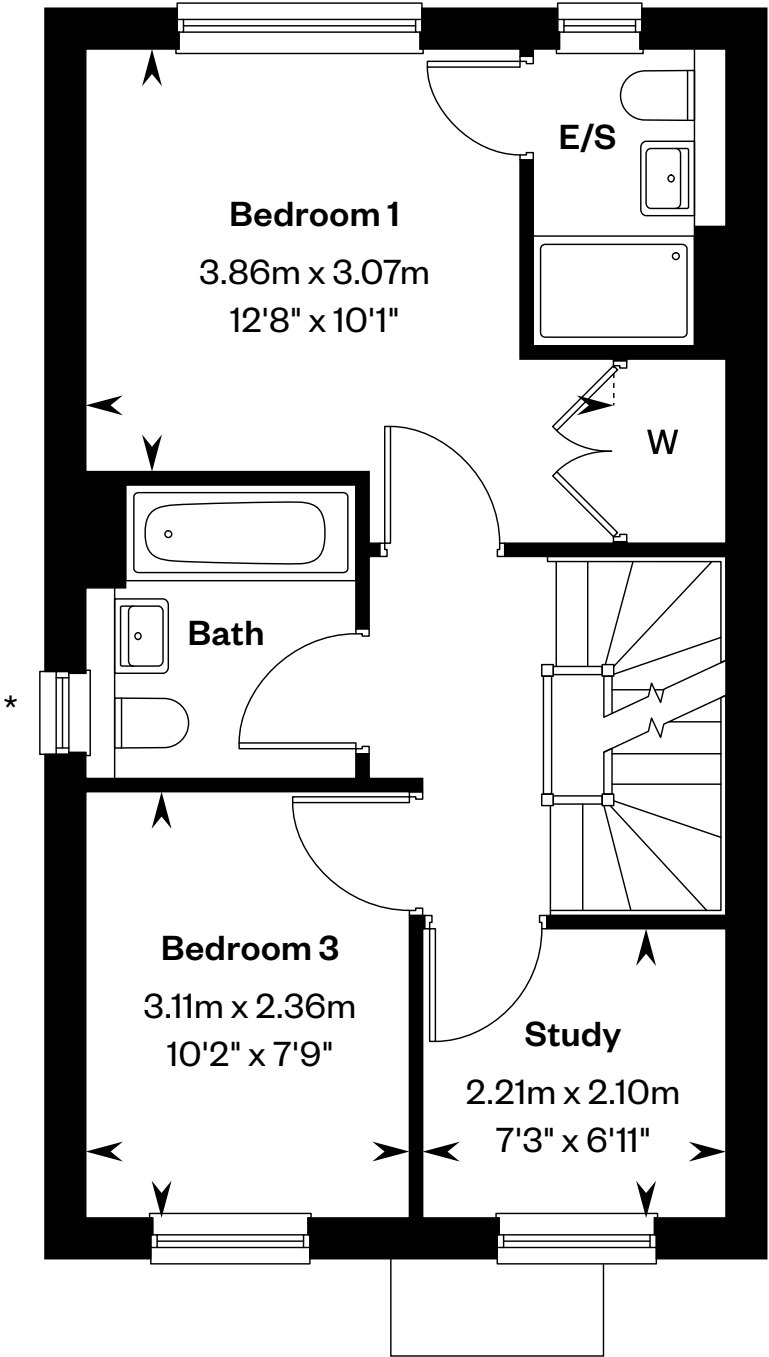 E/S
Bedroom 1
3.86m x 3.07m
12'8" x 10'1"
W
Bath
*
Bedroom 3
3.11m x 2.36m
10'2" x 7'9"
Study
2.21m x 2.10m
7'3" x 6'11"